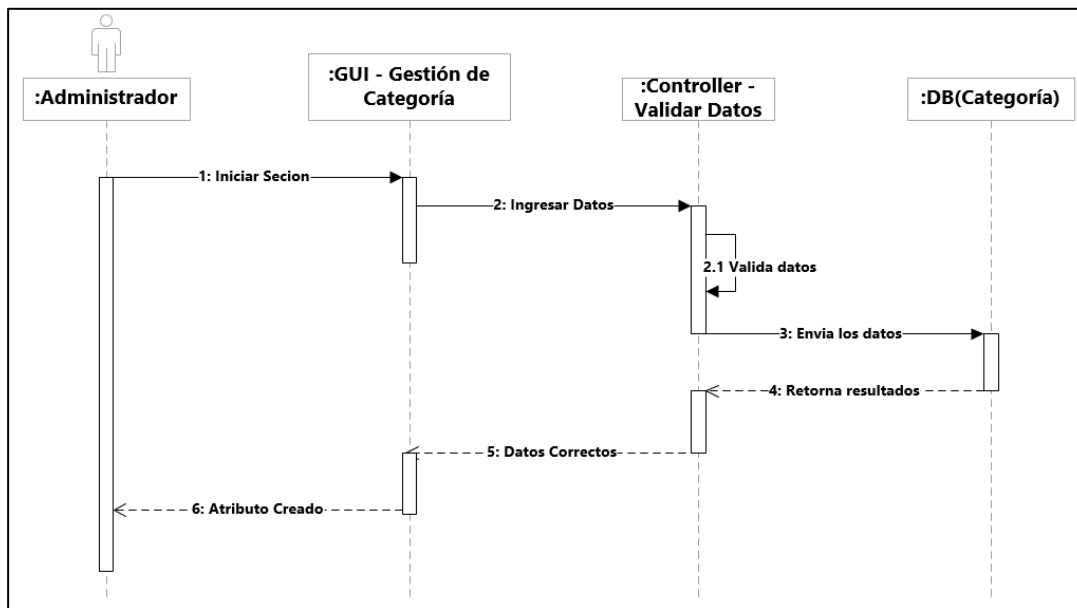 :Administrador
:GUI - Gestión de
Categoría
:Controller -
Validar Datos
:DB(Categoría)
1: Iniciar Secion
2: Ingresar Datos
2.1 Valida datos
3: Envia los datos
4: Retorna resultados
5: Datos Correctos
6: Atributo Creado